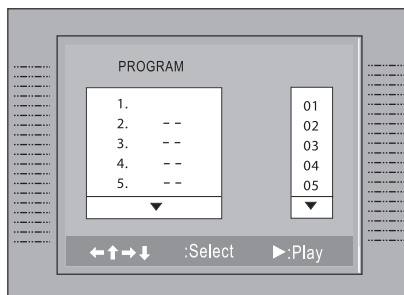 PROGRAM
1.
2. – –
3. – –
4. – –
5. – –
▼
01
02
03
04
05
▼
←↑→↓ :Select ▶:Play